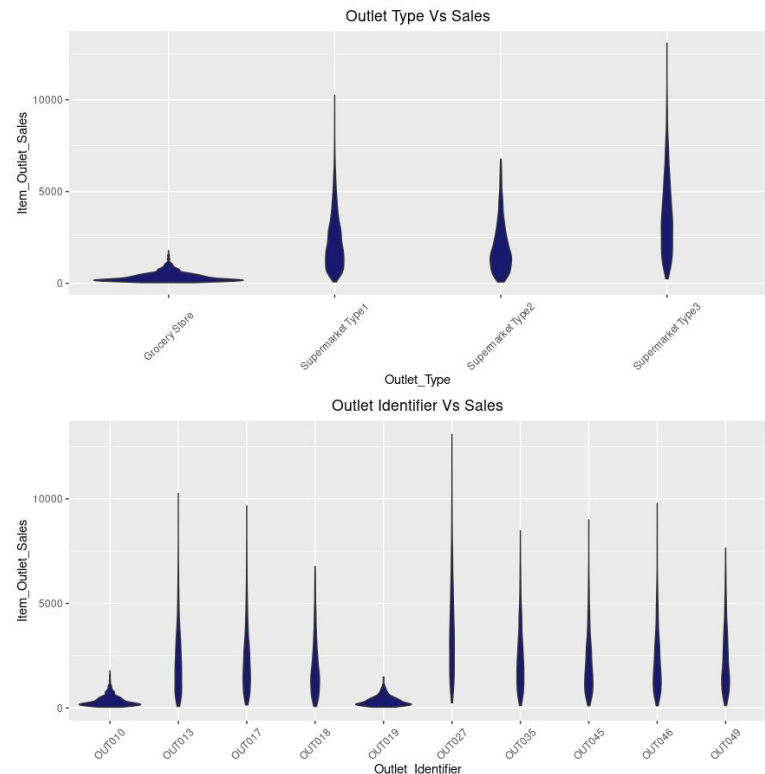 Outlet Type Vs Sales
Item_Outlet_Sales
10000
5000
0
Grocery Store
Supermarket Type1
Supermarket Type2
Supermarket Type3
Outlet_Type
Outlet Identifier Vs Sales
Item_Outlet_Sales
10000
5000
0
OUT010
OUT013
OUT017
OUT018
OUT019
OUT027
OUT035
OUT045
OUT046
OUT049
Outlet_Identifier